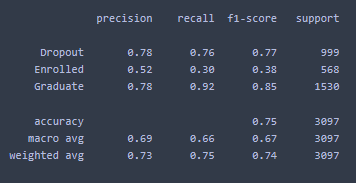 precision recall f1-score support
Dropout 0.78 0.76 0.77 999
Enrolled 0.52 0.30 0.38 568
Graduate 0.78 0.92 0.85 1530
accuracy 0.75 3097
macro avg 0.69 0.66 0.67 3097
weighted avg 0.73 0.75 0.74 3097